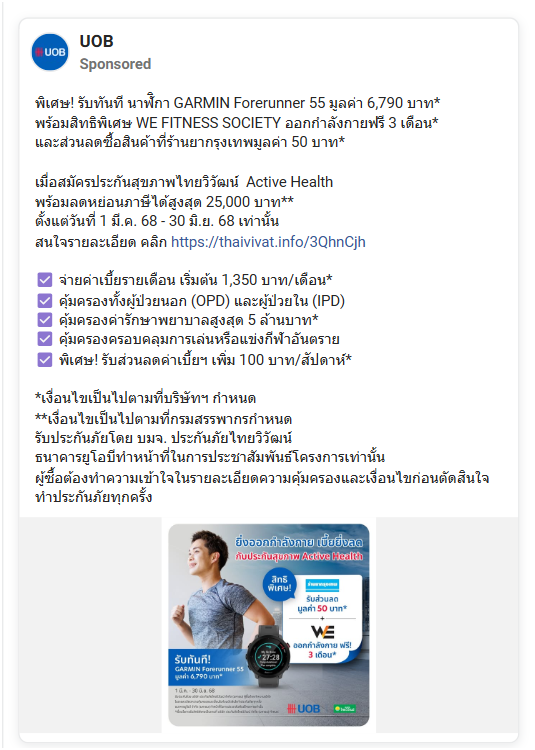 UOB
UOB
Sponsored
พิเศษ! รับทันที นาฬิกา GARMIN Forerunner 55 มูลค่า 6,790 บาท*
พร้อมสิทธิพิเศษ WE FITNESS SOCIETY ออกกำลังกายฟรี 3 เดือน*
และส่วนลดซื้อสินค้าที่ร้านยากรุงเทพมูลค่า 50 บาท*
เมื่อสมัครประกันสุขภาพไทยวิวัฒน์ Active Health
พร้อมลดหย่อนภาษีได้สูงสุด 25,000 บาท**
ตั้งแต่วันที่ 1 มี.ค. 68 - 30 มิ.ย. 68 เท่านั้น
สนใจรายละเอียด คลิก https://thaivivat.info/3QhnCjh
จ่ายค่าเบี้ยรายเดือน เริ่มต้น 1,350 บาท/เดือน*
คุ้มครองทั้งผู้ป่วยนอก (OPD) และผู้ป่วยใน (IPD)
คุ้มครองค่ารักษาพยาบาลสูงสุด 5 ล้านบาท*
คุ้มครองครอบคลุมการเล่นหรือแข่งกีฬาอันตราย
พิเศษ! รับส่วนลดค่าเบี้ยฯ เพิ่ม 100 บาท/สัปดาห์*
*เงื่อนไขเป็นไปตามที่บริษัทฯ กำหนด
**เงื่อนไขเป็นไปตามที่กรมสรรพากรกำหนด
รับประกันภัยโดย บมจ. ประกันภัยไทยวิวัฒน์
ธนาคารยูโอบีทำหน้าที่ในการประชาสัมพันธ์โครงการเท่านั้น
ผู้ซื้อต้องทำความเข้าใจในรายละเอียดความคุ้มครองและเงื่อนไขก่อนตัดสินใจ
ทำประกันภัยทุกครั้ง
ยิ่งออกกำลังกาย เบี้ยยิ่งลด
กับประกันสุขภาพ Active Health
สิทธิ
พิเศษ!
รับส่วนลด
มูลค่า 50 บาท*
+
WE
ออกกำลังกาย ฟรี!
3 เดือน*
รับทันที!
GARMIN Forerunner 55
มูลค่า 6,790 บาท*
1 มี.ค. - 30 มิ.ย. 68
UOB